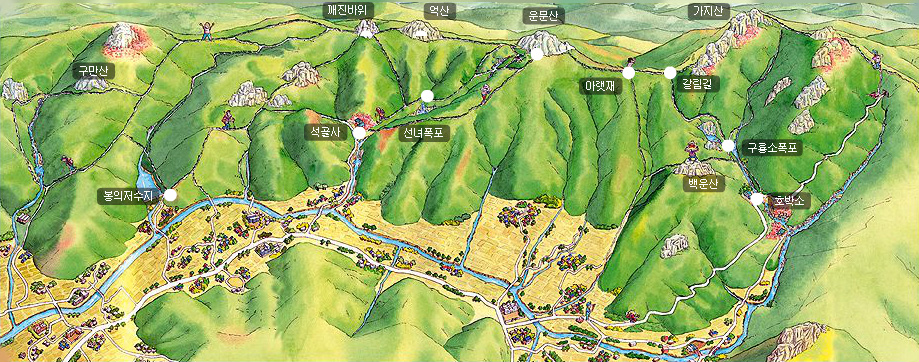 깨진바위
억산
운문산
가지산
구만산
아랫재
갈림길
석골사
선녀폭포
구룡소폭포
백운산
봉의저수지
호박소